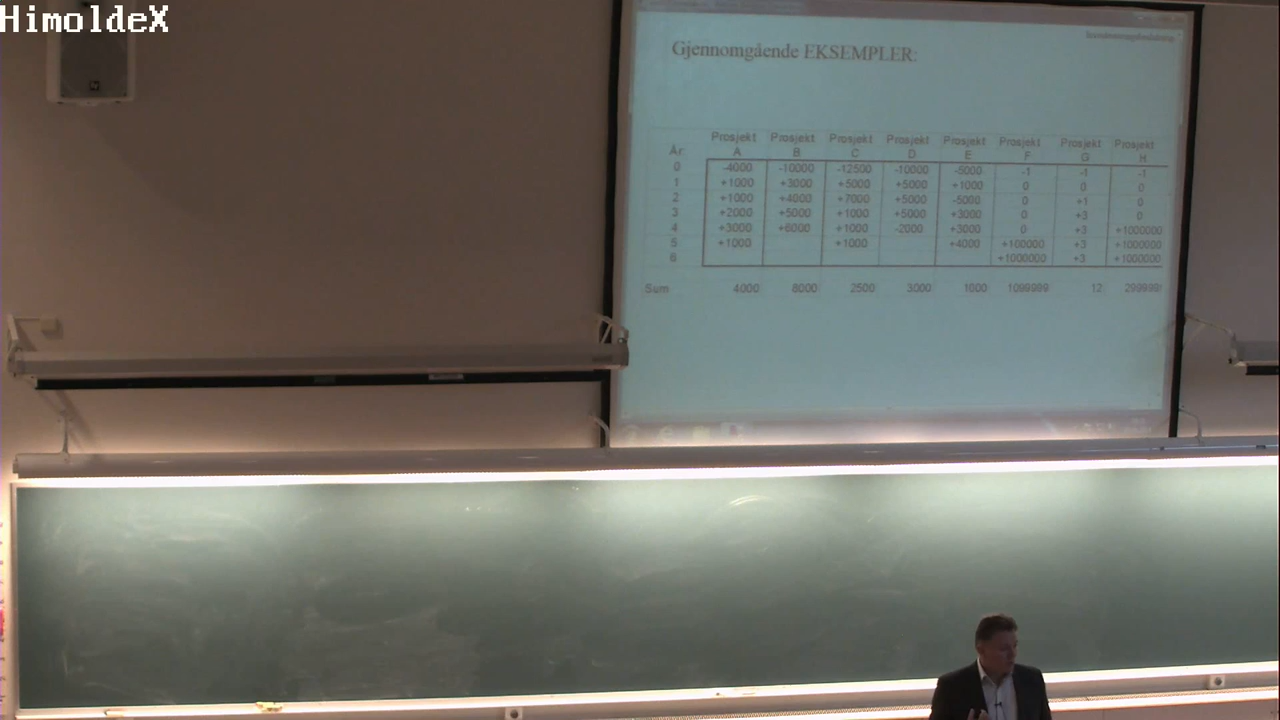 HimoldeX
Gjennomgående EKSEMPLER:
Prosjekt Prosjekt Prosjekt Prosjekt Prosjekt Prosjekt Prosjekt Prosjekt
År: A B C D E F G H
0 -4000 -10000 -12500 -10000 -5000 -1 -1 -1
1 +1000 +3000 +5000 +5000 +1000 0 0 0
2 +1000 +4000 +7000 +5000 -5000 0 +1 0
3 +2000 +5000 +1000 +5000 +3000 0 +3 0
4 +3000 +6000 +1000 -2000 +3000 0 +3 +1000000
5 +1000 +1000 +4000 +100000 +3 +1000000
6 +1000000 +3 +1000000
Sum 4000 8000 2500 3000 1000 1099999 12 299999